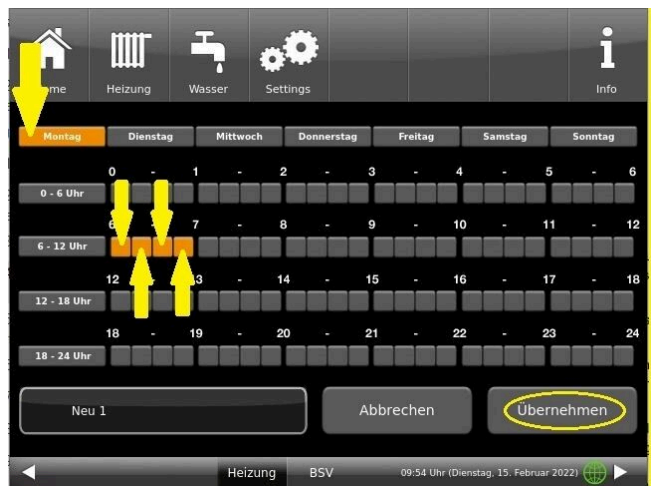 Home Heizung Wasser Settings Info
Montag Dienstag Mittwoch Donnerstag Freitag Samstag Sonntag
0 - 1 - 2 - 3 - 4 - 5 - 6
0 - 6 Uhr
6 - 7 - 8 - 9 - 10 - 11 - 12
6 - 12 Uhr
12 - 13 - 14 - 15 - 16 - 17 - 18
12 - 18 Uhr
18 - 19 - 20 - 21 - 22 - 23 - 24
18 - 24 Uhr
Neu 1 Abbrechen Übernehmen
Heizung BSV 09:54 Uhr (Dienstag, 15. Februar 2022)